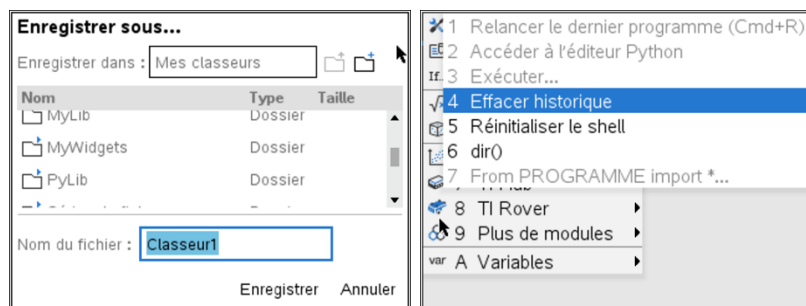 Enregistrer sous...
Enregistrer dans : Mes classeurs
Nom Type Taille
MyLib Dossier
MyWidgets Dossier
PyLib Dossier
Nom du fichier : Classeur1
Enregistrer Annuler
1 Relancer le dernier programme (Cmd+R)
2 Accéder à l'éditeur Python
If.. 3 Exécuter...
4 Effacer historique
5 Réinitialiser le shell
6 dir()
7 From PROGRAMME import *...
8 TI Rover
9 Plus de modules
var A Variables